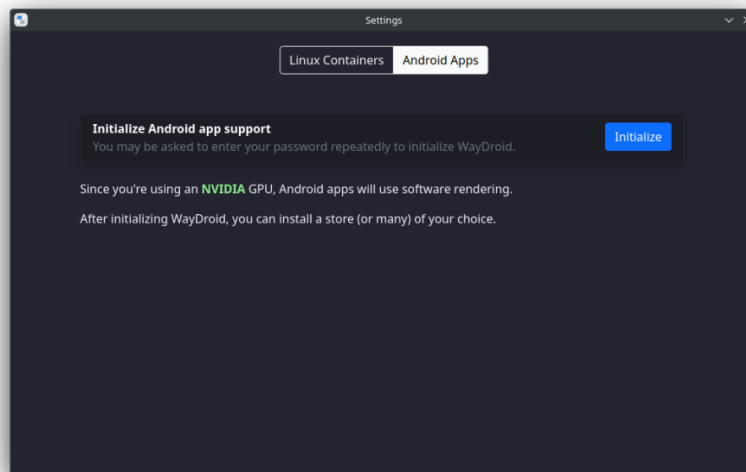 Settings
Linux Containers
Android Apps
Initialize Android app support
You may be asked to enter your password repeatedly to initialize WayDroid.
Initialize
Since you're using an NVIDIA GPU, Android apps will use software rendering.
After initializing WayDroid, you can install a store (or many) of your choice.